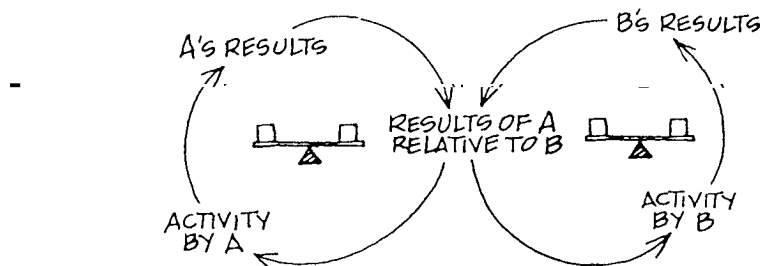 A'S RESULTS
B'S RESULTS
RESULTS OF A
RELATIVE TO B
ACTIVITY
BY A
ACTIVITY
BY B